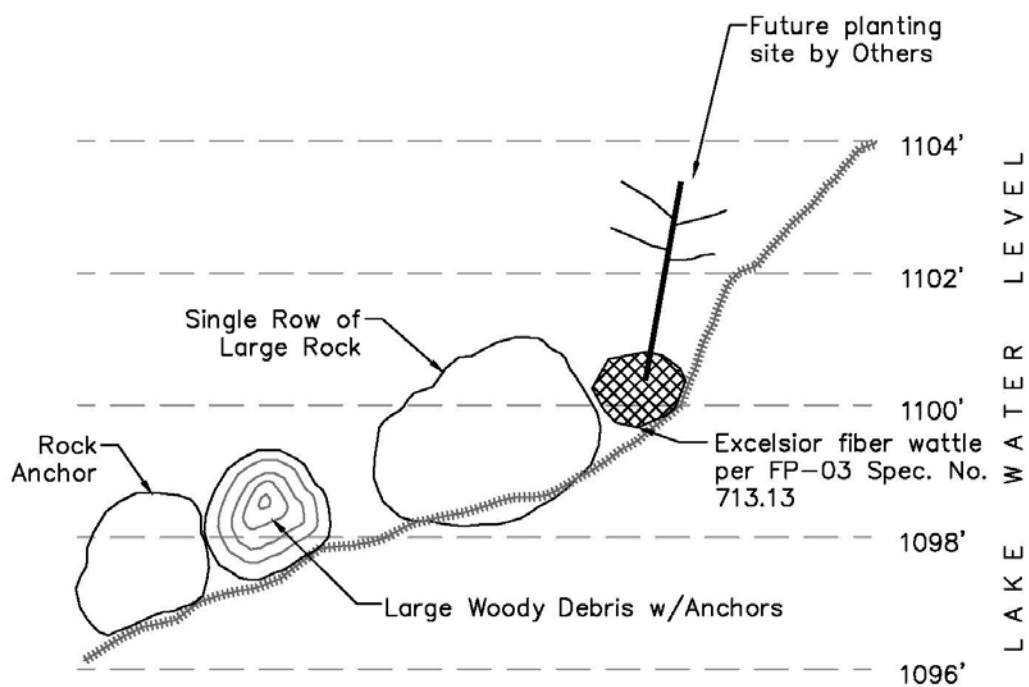 Future planting
site by Others
1104'
1102'
Single Row of
Large Rock
1100'
Rock
Anchor
Excelsior fiber wattle
per FP-03 Spec. No.
713.13
1098'
Large Woody Debris w/Anchors
1096'
LAKE WATER LEVEL